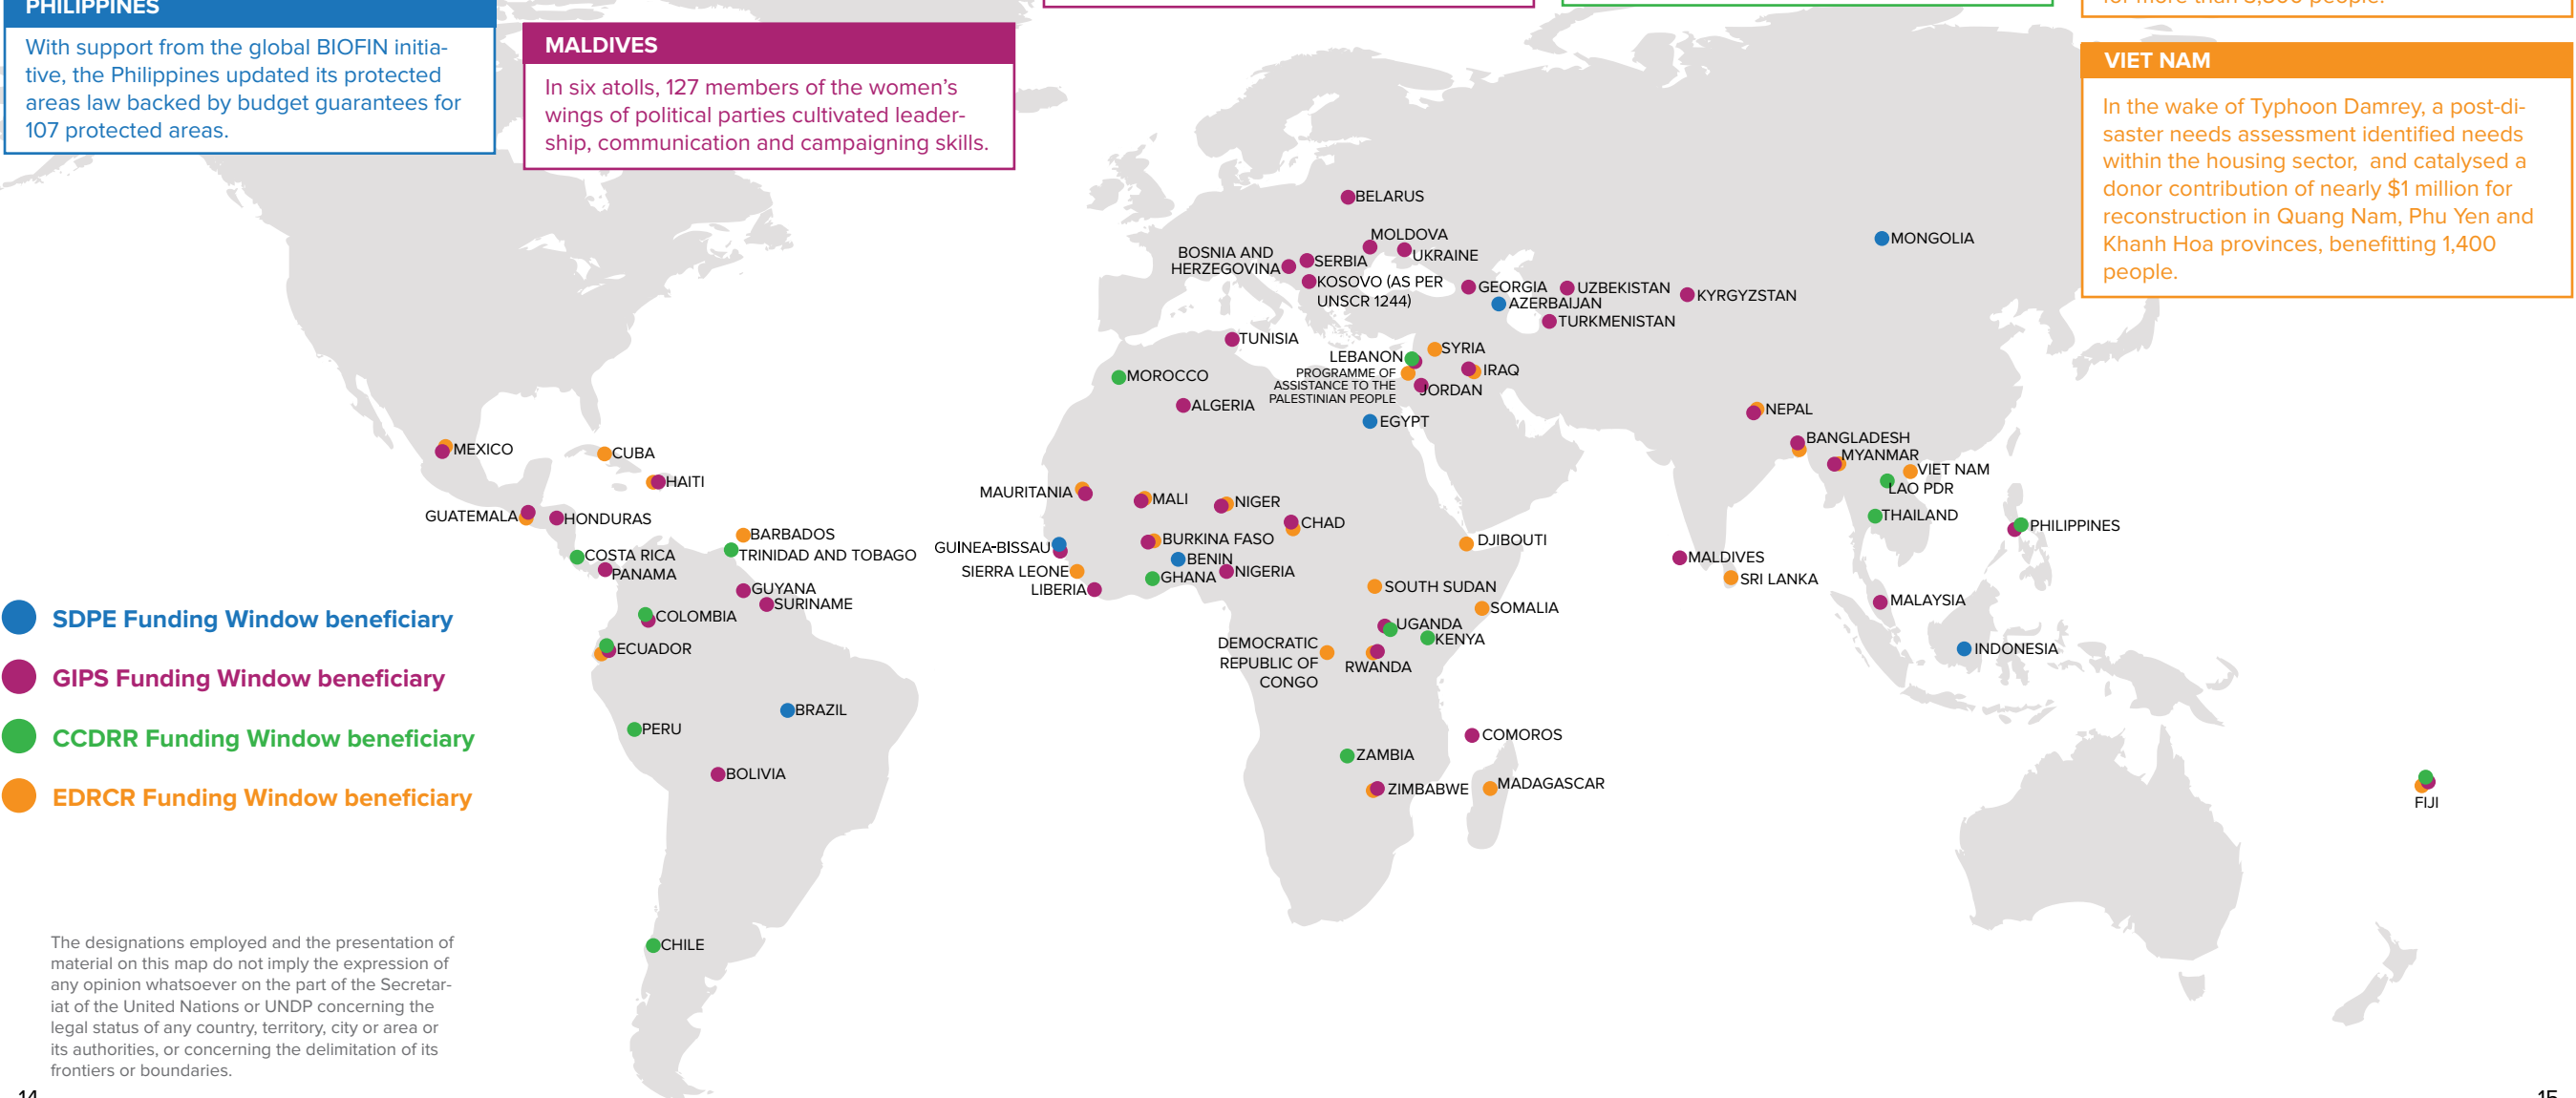 PHILIPPINES
With support from the global BIOFIN initia-
tive, the Philippines updated its protected
areas law backed by budget guarantees for
107 protected areas.
MALDIVES
In six atolls, 127 members of the women's
wings of political parties cultivated leader-
ship, communication and campaigning skills.
for more than
people.
VIET NAM
In the wake of Typhoon Damrey, a post-di-
saster needs assessment identified needs
within the housing sector, and catalysed a
donor contribution of nearly $1 million for
reconstruction in Quang Nam, Phu Yen and
Khanh Hoa provinces, benefitting 1,400
people.
BELARUS
MOLDOVA
UKRAINE
BOSNIA AND
HERZEGOVINA
SERBIA
KOSOVO (AS PER
UNSCR 1244)
MONGOLIA
GEORGIA
UZBEKISTAN
KYRGYZSTAN
AZERBAIJAN
TURKMENISTAN
TUNISIA
LEBANON
SYRIA
PROGRAMME OF
ASSISTANCE TO THE
PALESTINIAN PEOPLE
IRAQ
JORDAN
MOROCCO
ALGERIA
EGYPT
NEPAL
BANGLADESH
MYANMAR
VIET NAM
LAO PDR
THAILAND
PHILIPPINES
MEXICO
CUBA
HAITI
GUATEMALA
HONDURAS
BARBADOS
TRINIDAD AND TOBAGO
COSTA RICA
PANAMA
GUYANA
SURINAME
COLOMBIA
ECUADOR
BRAZIL
PERU
BOLIVIA
CHILE
MAURITANIA
MALI
NIGER
CHAD
GUINEA-BISSAU
BURKINA FASO
BENIN
SIERRA LEONE
GHANA
NIGERIA
LIBERIA
DJIBOUTI
SOUTH SUDAN
SOMALIA
UGANDA
KENYA
DEMOCRATIC
REPUBLIC OF
CONGO
RWANDA
COMOROS
ZAMBIA
ZIMBABWE
MADAGASCAR
MALDIVES
SRI LANKA
MALAYSIA
INDONESIA
FIJI
SDPE Funding Window beneficiary
GIPS Funding Window beneficiary
CCDRR Funding Window beneficiary
EDRCR Funding Window beneficiary
The designations employed and the presentation of
material on this map do not imply the expression of
any opinion whatsoever on the part of the Secretar-
iat of the United Nations or UNDP concerning the
legal status of any country, territory, city or area or
its authorities, or concerning the delimitation of its
frontiers or boundaries.
14
15